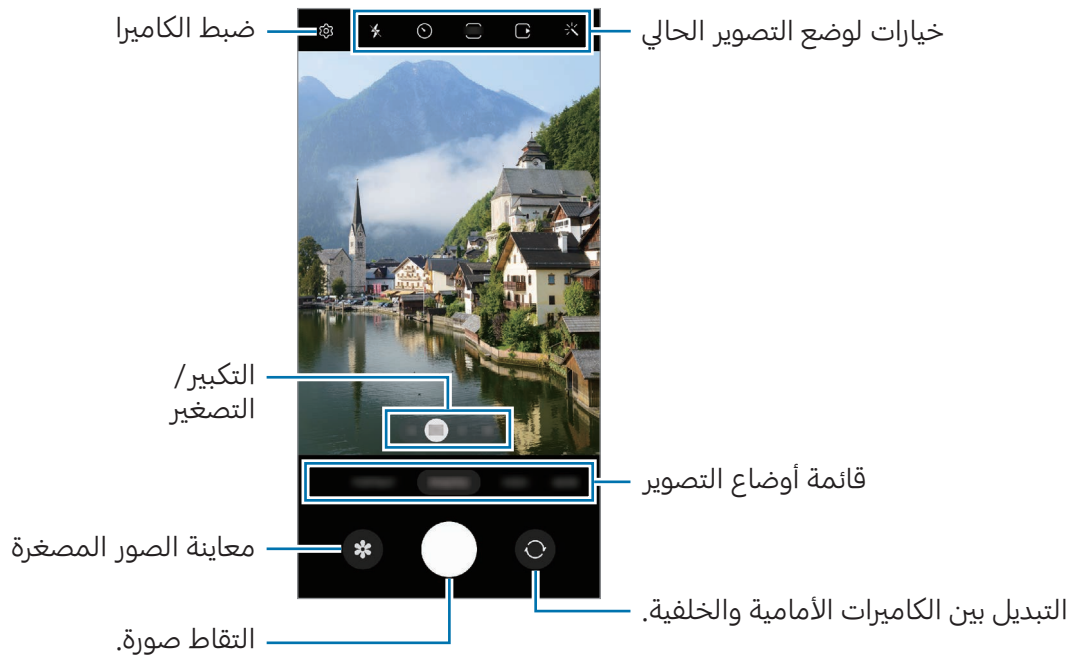 ضبط الكاميرا
خيارات لوضع التصوير الحالي
التكبير/
التصغير
قائمة أوضاع التصوير
معاينة الصور المصغرة
التبديل بين الكاميرات الأمامية والخلفية.
التقاط صورة.